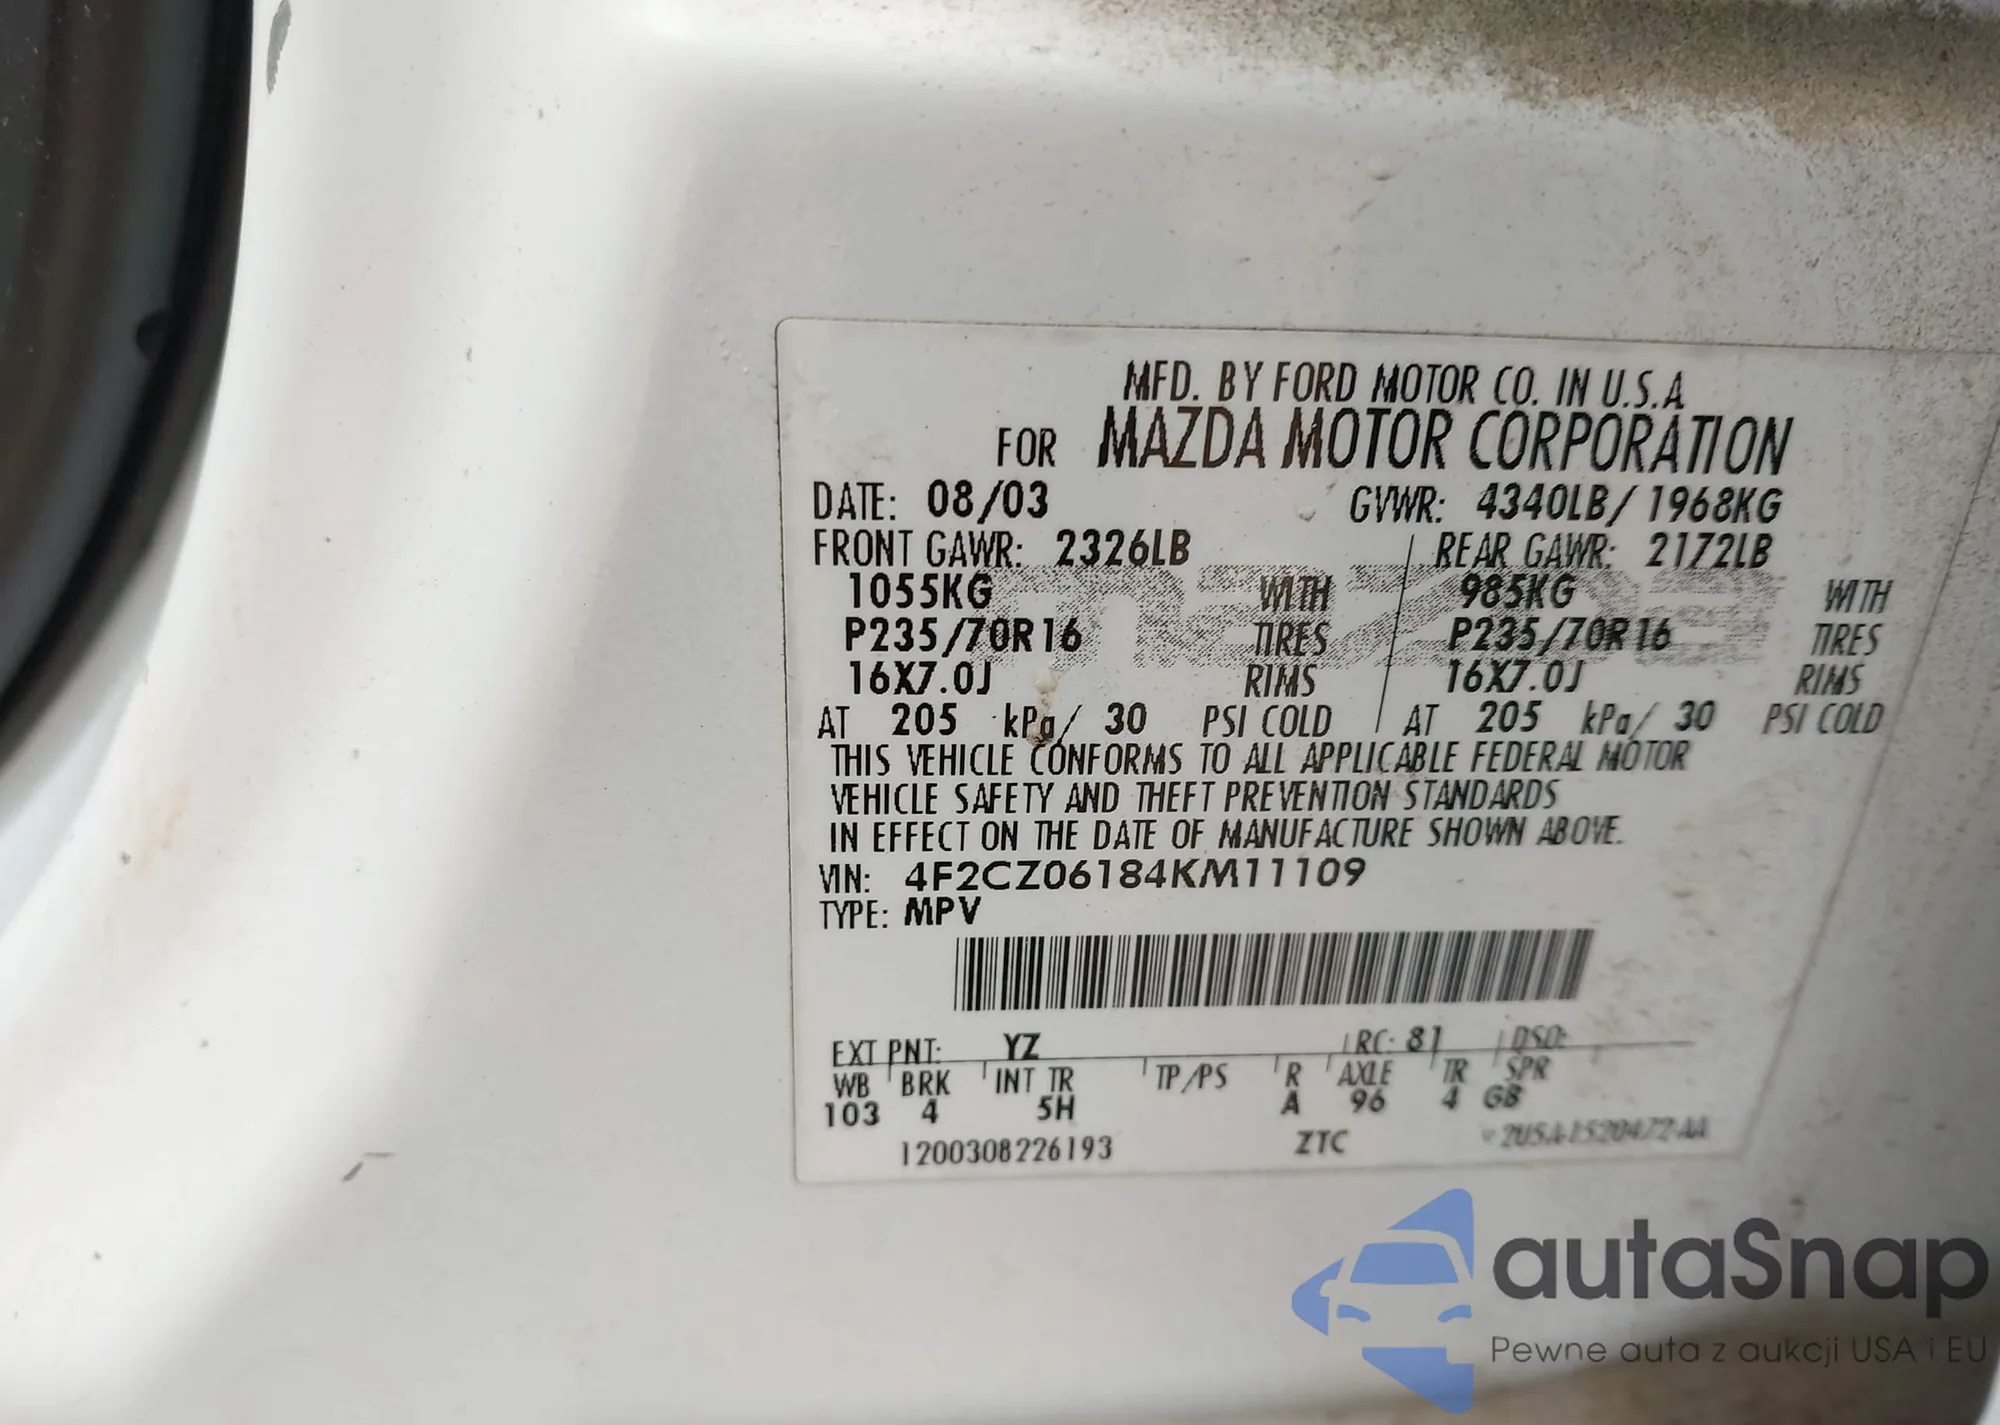 MFD. BY FORD MOTOR CO. IN U.S.A
FOR MAZDA MOTOR CORPORATION
DATE: 08/03 GVWR: 4340LB/ 1968KG
FRONT GAWR: 2326LB REAR GAWR: 2172LB
1055KG WITH 985KG WITH
P235/70R16 TIRES P235/70R16 TIRES
16X7.0J RIMS 16X7.0J RIMS
AT 205 kPa/ 30 PSI COLD AT 205 kPa/ 30 PSI COLD
THIS VEHICLE CONFORMS TO ALL APPLICABLE FEDERAL MOTOR
VEHICLE SAFETY AND THEFT PREVENTION STANDARDS
IN EFFECT ON THE DATE OF MANUFACTURE SHOWN ABOVE.
VIN: 4F2CZ06184KM11109
TYPE: MPV
EXT PNT: YZ RC: 81 DSO:
WB BRK INT TR TP/PS R AXLE TR SPR
103 4 5H A 96 4 GB
1200308226193 ZTC
autaSnap
Pewne auta z aukcji USA i EU